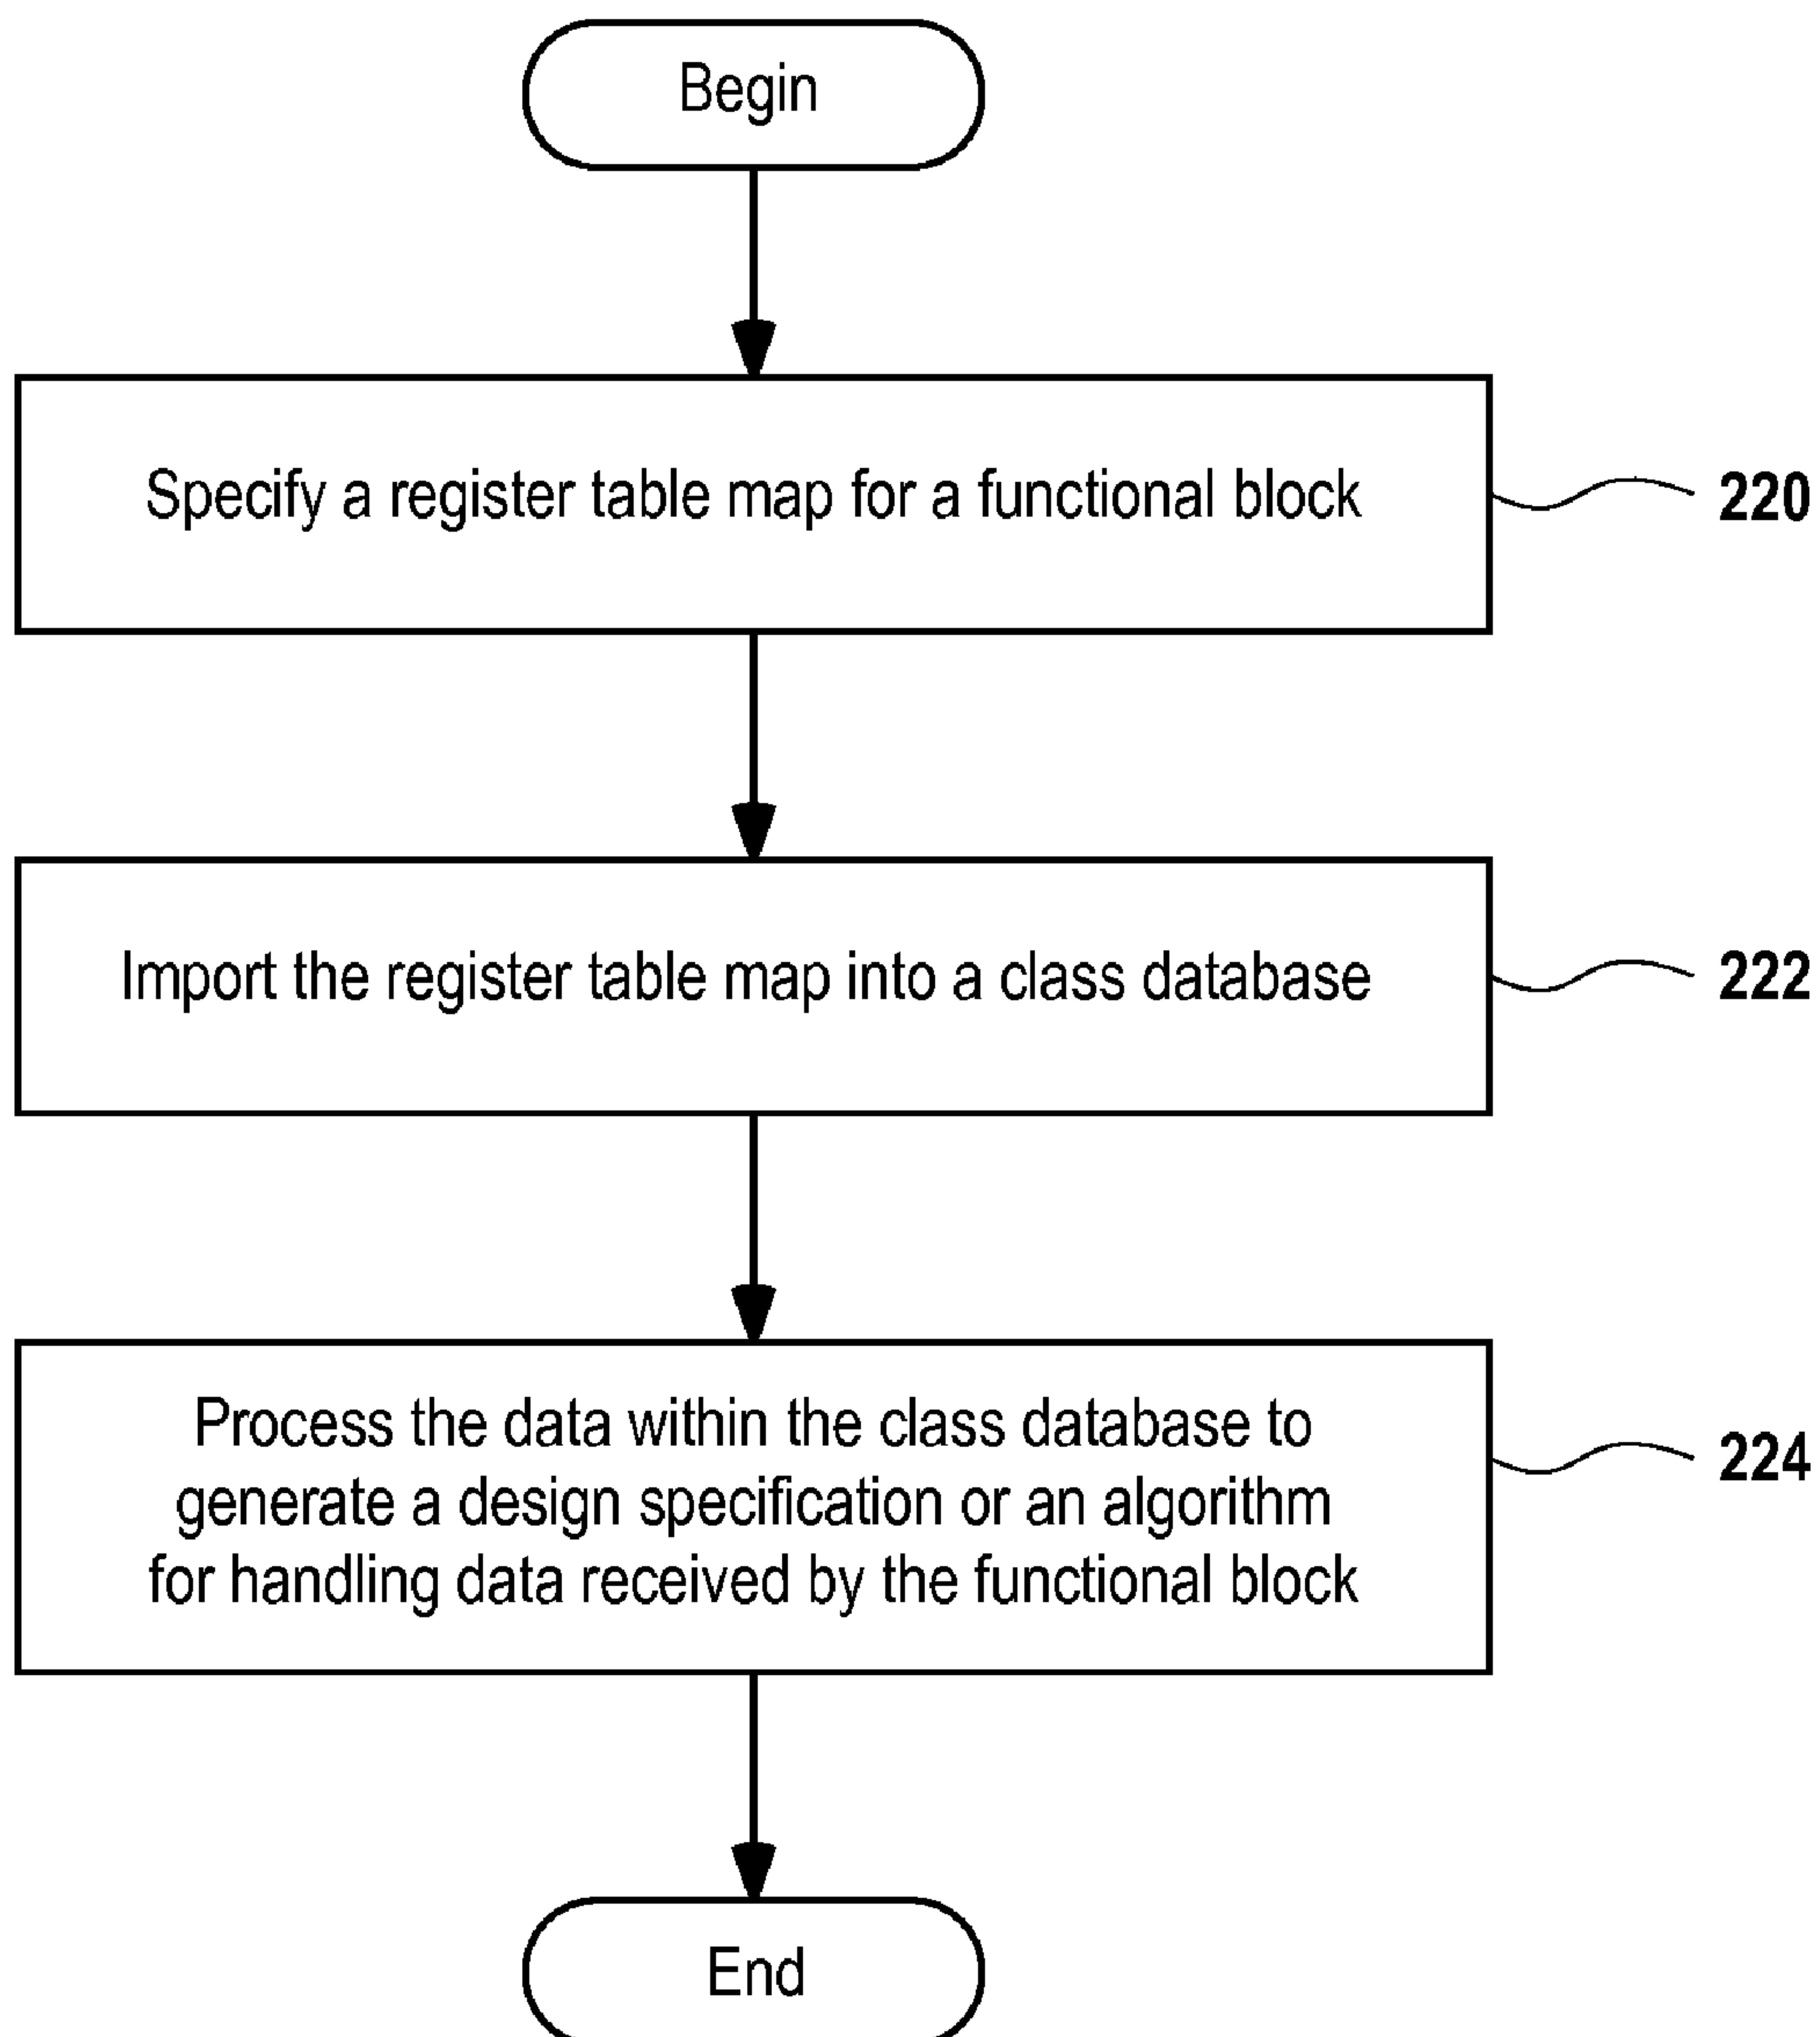 Begin
Specify a register table map for a functional block
220
Import the register table map into a class database
222
Process the data within the class database to
generate a design specification or an algorithm
for handling data received by the functional block
224
End